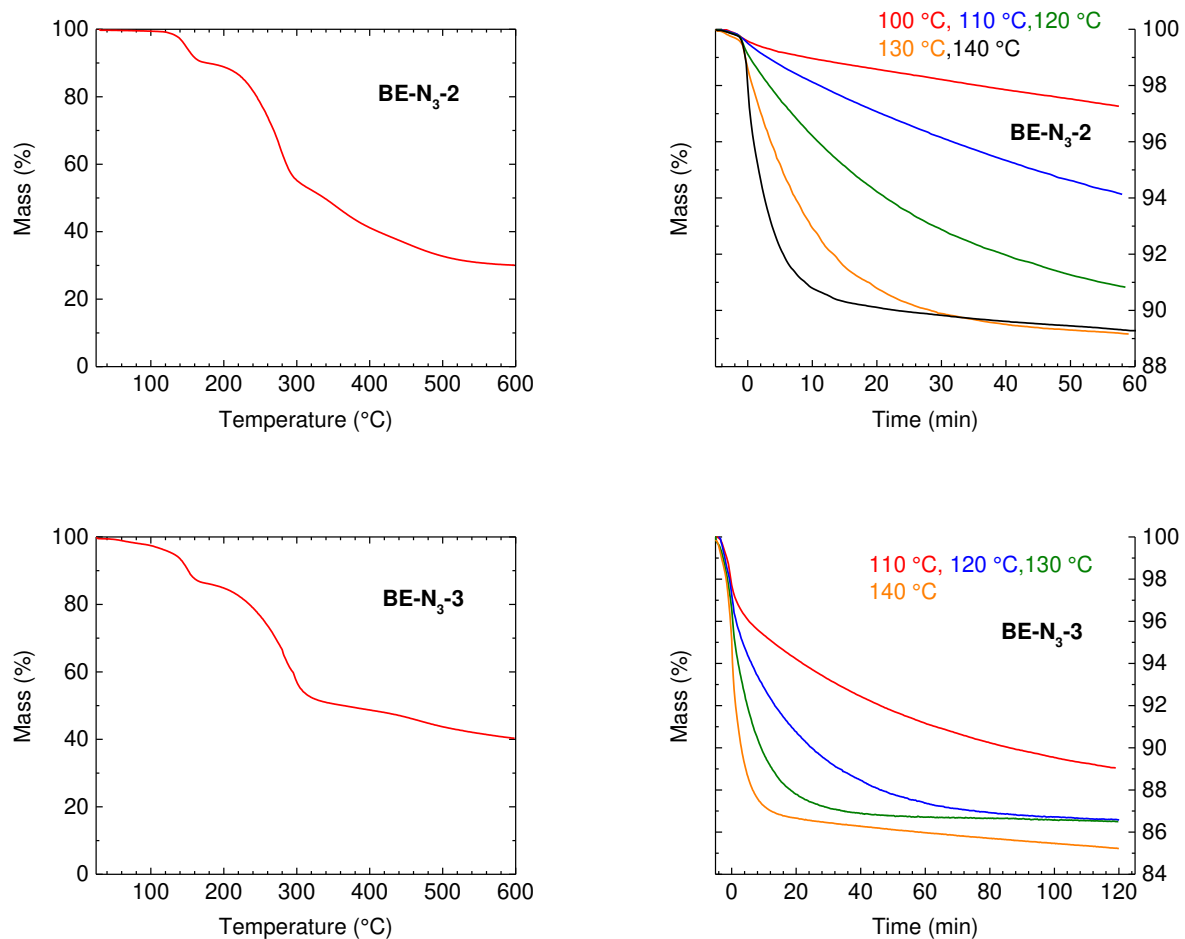 100
80
60
40
20
0
Mass (%)
BE-N₃-2
100 200 300 400 500 600
Temperature (°C)
100 °C, 110 °C,120 °C
130 °C,140 °C
BE-N₃-2
100
98
96
94
92
90
88
Mass (%)
0 10 20 30 40 50 60
Time (min)
100
80
60
40
20
0
Mass (%)
BE-N₃-3
100 200 300 400 500 600
Temperature (°C)
110 °C, 120 °C,130 °C
140 °C
BE-N₃-3
100
98
96
94
92
90
88
86
84
Mass (%)
0 20 40 60 80 100 120
Time (min)